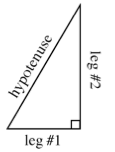 hypotenuse
leg #2
leg #1